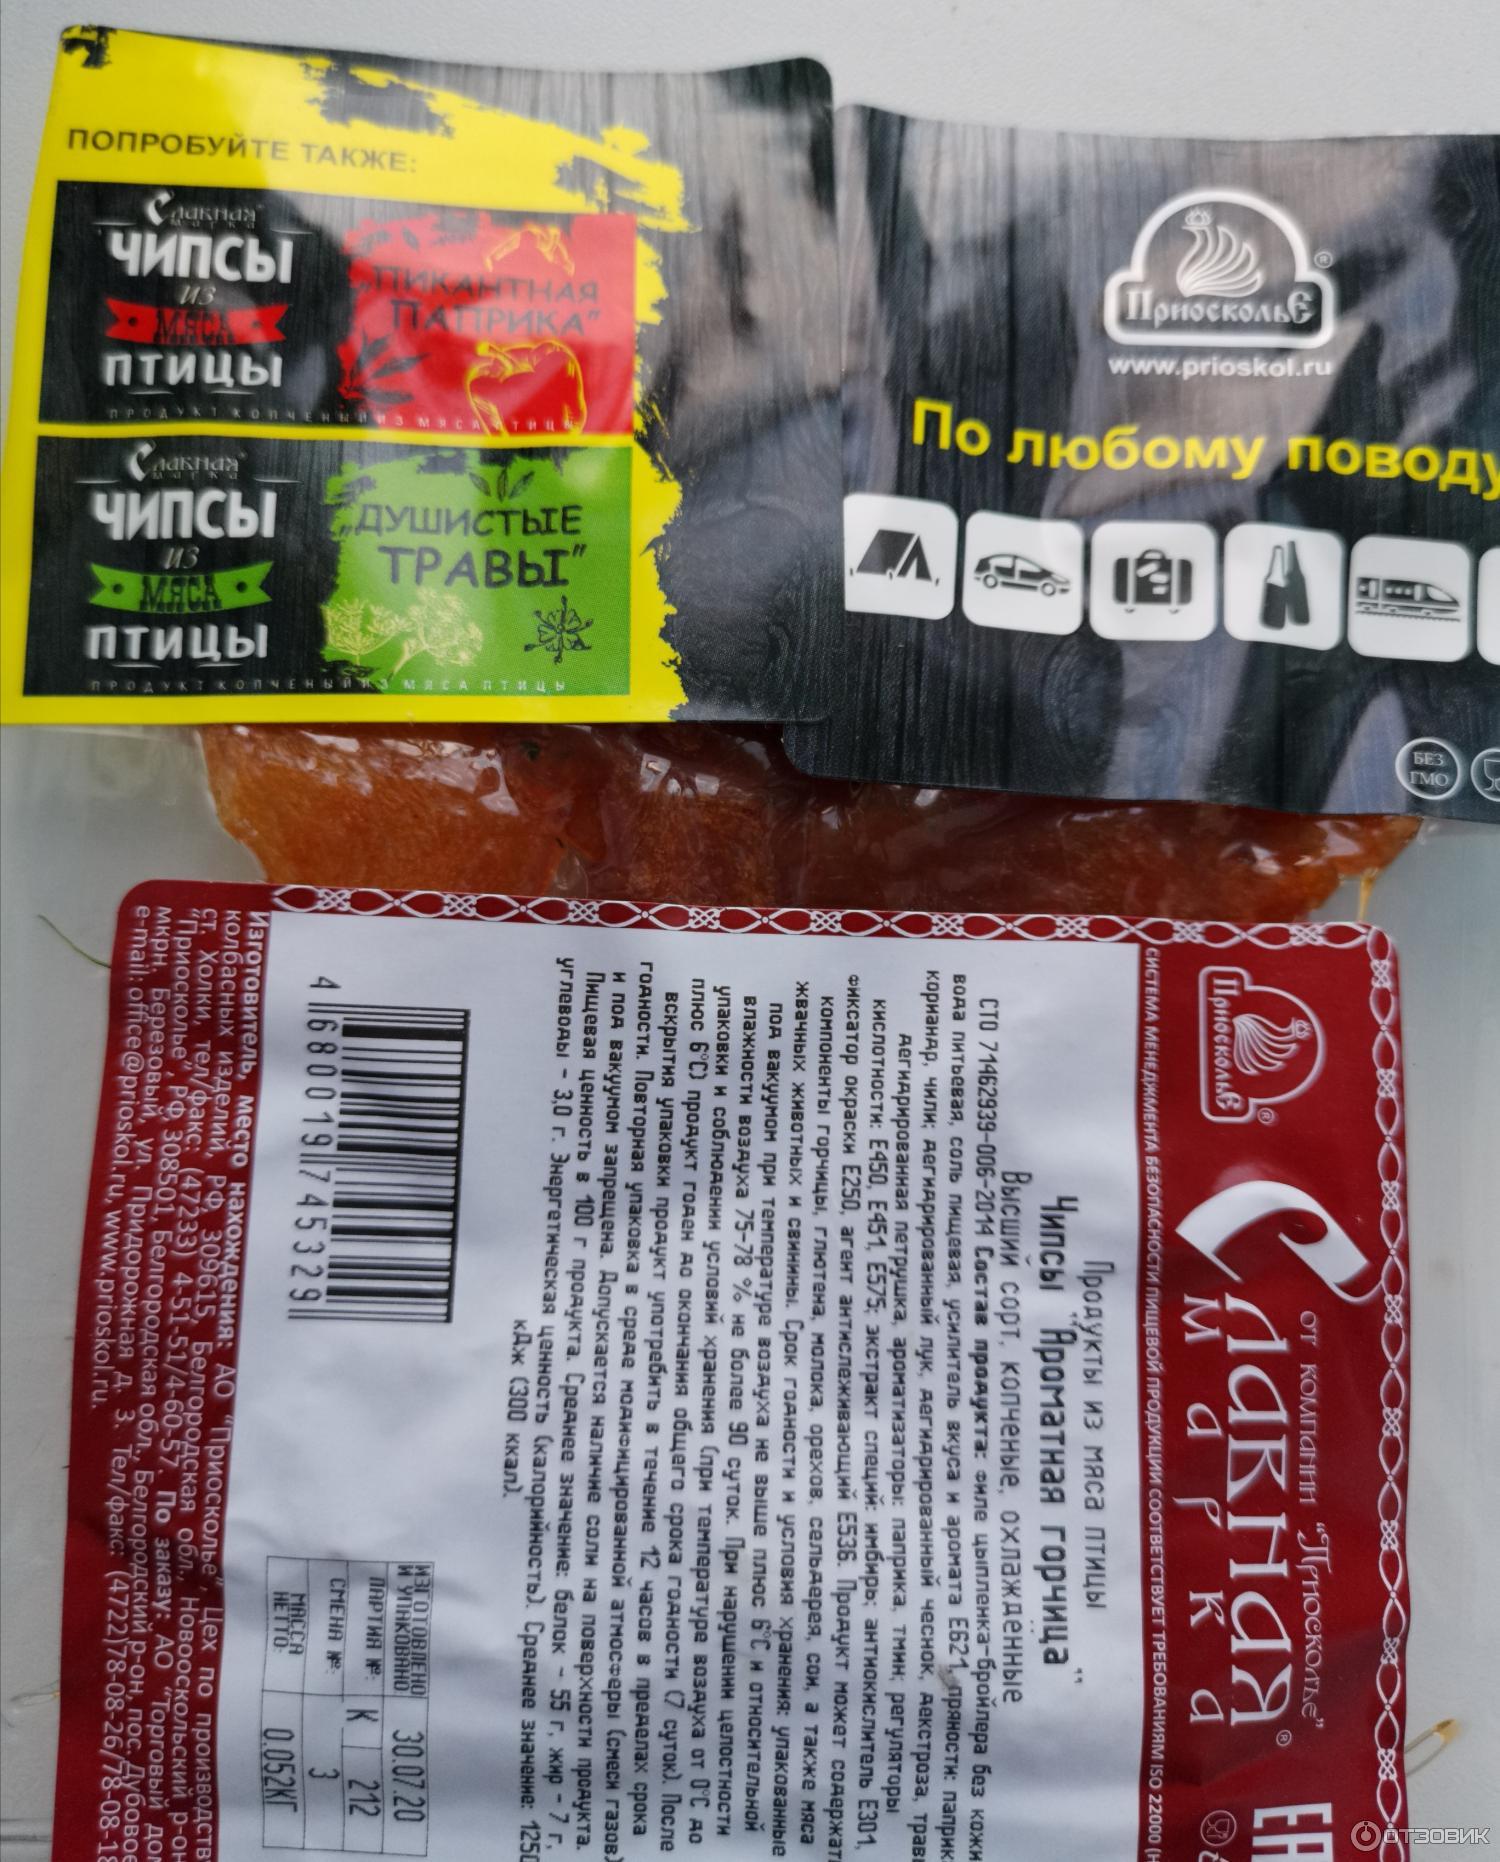 ПОПРОБУЙТЕ ТАКЖЕ:
Слакная®
марка
ЧИПСЫ
из
МЯСА
ПТИЦЫ
„ПИКАНТНАЯ
ПАПРИКА"
ПРОДУКТ КОПЧЕНЫЙ ИЗ МЯСА ПТИЦЫ
Слакная®
марка
ЧИПСЫ
из
МЯСА
ПТИЦЫ
„ДУШИСТЫЕ
ТРАВЫ"
ПРОДУКТ КОПЧЕНЫЙ ИЗ МЯСА ПТИЦЫ
ПриосколЬЕ®
www.prioskol.ru
По любому поводу
БЕЗ
ГМО
ПриосколЬЕ®
от компании "Приосколье"
Слакная®
марка
ЕАС
СИСТЕМА МЕНЕДЖМЕНТА БЕЗОПАСНОСТИ ПИЩЕВОЙ ПРОДУКЦИИ СООТВЕТСТВУЕТ ТРЕБОВАНИЯМ ISO 22000
Продукты из мяса птицы
Чипсы "Ароматная горчица"
Высший сорт, копченые, охлажденные
СТО 71462939-006-2014 Состав продукта: филе цыпленка-бройлера без кожи
вода питьевая, соль пищевая, усилитель вкуса и аромата Е621, пряности: паприк
кориандр, чили; дегидрированный лук, дегидрированный чеснок, декстроза, трав
дегидрированная петрушка, ароматизаторы: паприка, тмин; регуляторы
кислотности: Е450, Е451, Е575; экстракт специй: имбирь; антиокислитель Е301,
фиксатор окраски Е250, агент антислеживающий Е536. Продукт может содержат
компоненты горчицы, глютена, молока, орехов, сельдерея, сои, а также мяса
жвачных животных и свинины. Срок годности и условия хранения: упакованные
под вакуумом при температуре воздуха не выше плюс 6°С и относительной
влажности воздуха 75-78 % не более 90 суток. При нарушении целостности
упаковки и соблюдении условий хранения (при температуре воздуха от 0°С до
плюс 6°С) продукт годен до окончания общего срока годности (7 суток). После
вскрытия упаковки продукт употребить в течение 12 часов в пределах срока
годности. Повторная упаковка в среде модифицированной атмосферы (смеси газов)
и под вакуумом запрещена. Допускается наличие соли на поверхности продукта.
Пищевая ценность в 100 г продукта. Среднее значение: белок - 55 г, жир - 7 г,
углеводы - 3,0 г. Энергетическая ценность (калорийность). Среднее значение: 1250
кДж (300 ккал).
4 680019 745329
ИЗГОТОВЛЕНО
И УПАКОВАНО 30.07.20
ПАРТИЯ №: К 212
СМЕНА №: 3
МАССА
НЕТТО: 0.052КГ
Изготовитель, место нахождения: АО "Приосколье", Цех по производств
колбасных изделий, РФ, 309615, Белгородская обл., Новооскольский р-он
ст. Холки, тел/факс: (47233) 4-51-51/4-60-57. По заказу: АО "Торговый до
"Приосколье", РФ, 308501, Белгородская обл., Белгородский р-он, пос. Дубовое
мкрн. Березовый, ул. Придорожная д. 3. Тел/факс: (4722)78-08-26/78-08-18
e-mail: office@prioskol.ru, www.prioskol.ru.
ОТЗОВИК